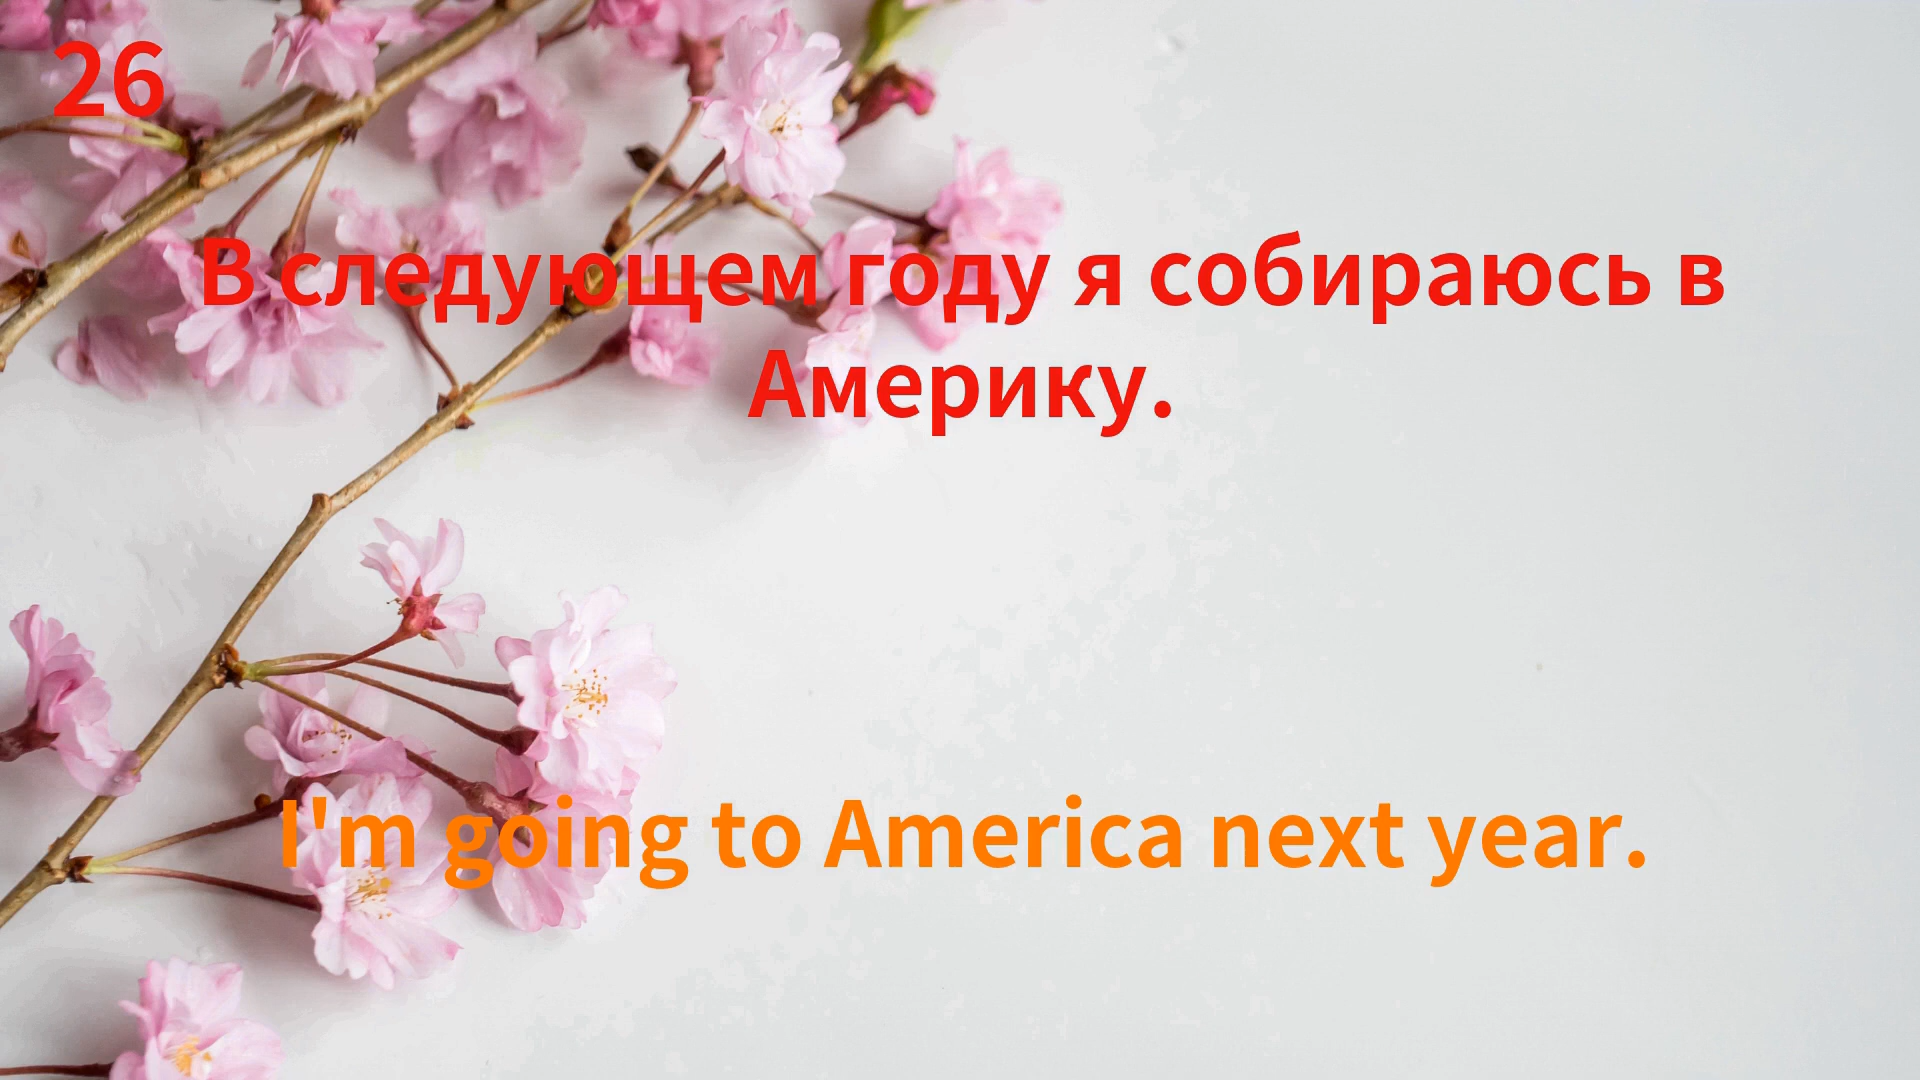 26
В следующем году я собираюсь в
Америку.
I'm going to America next year.